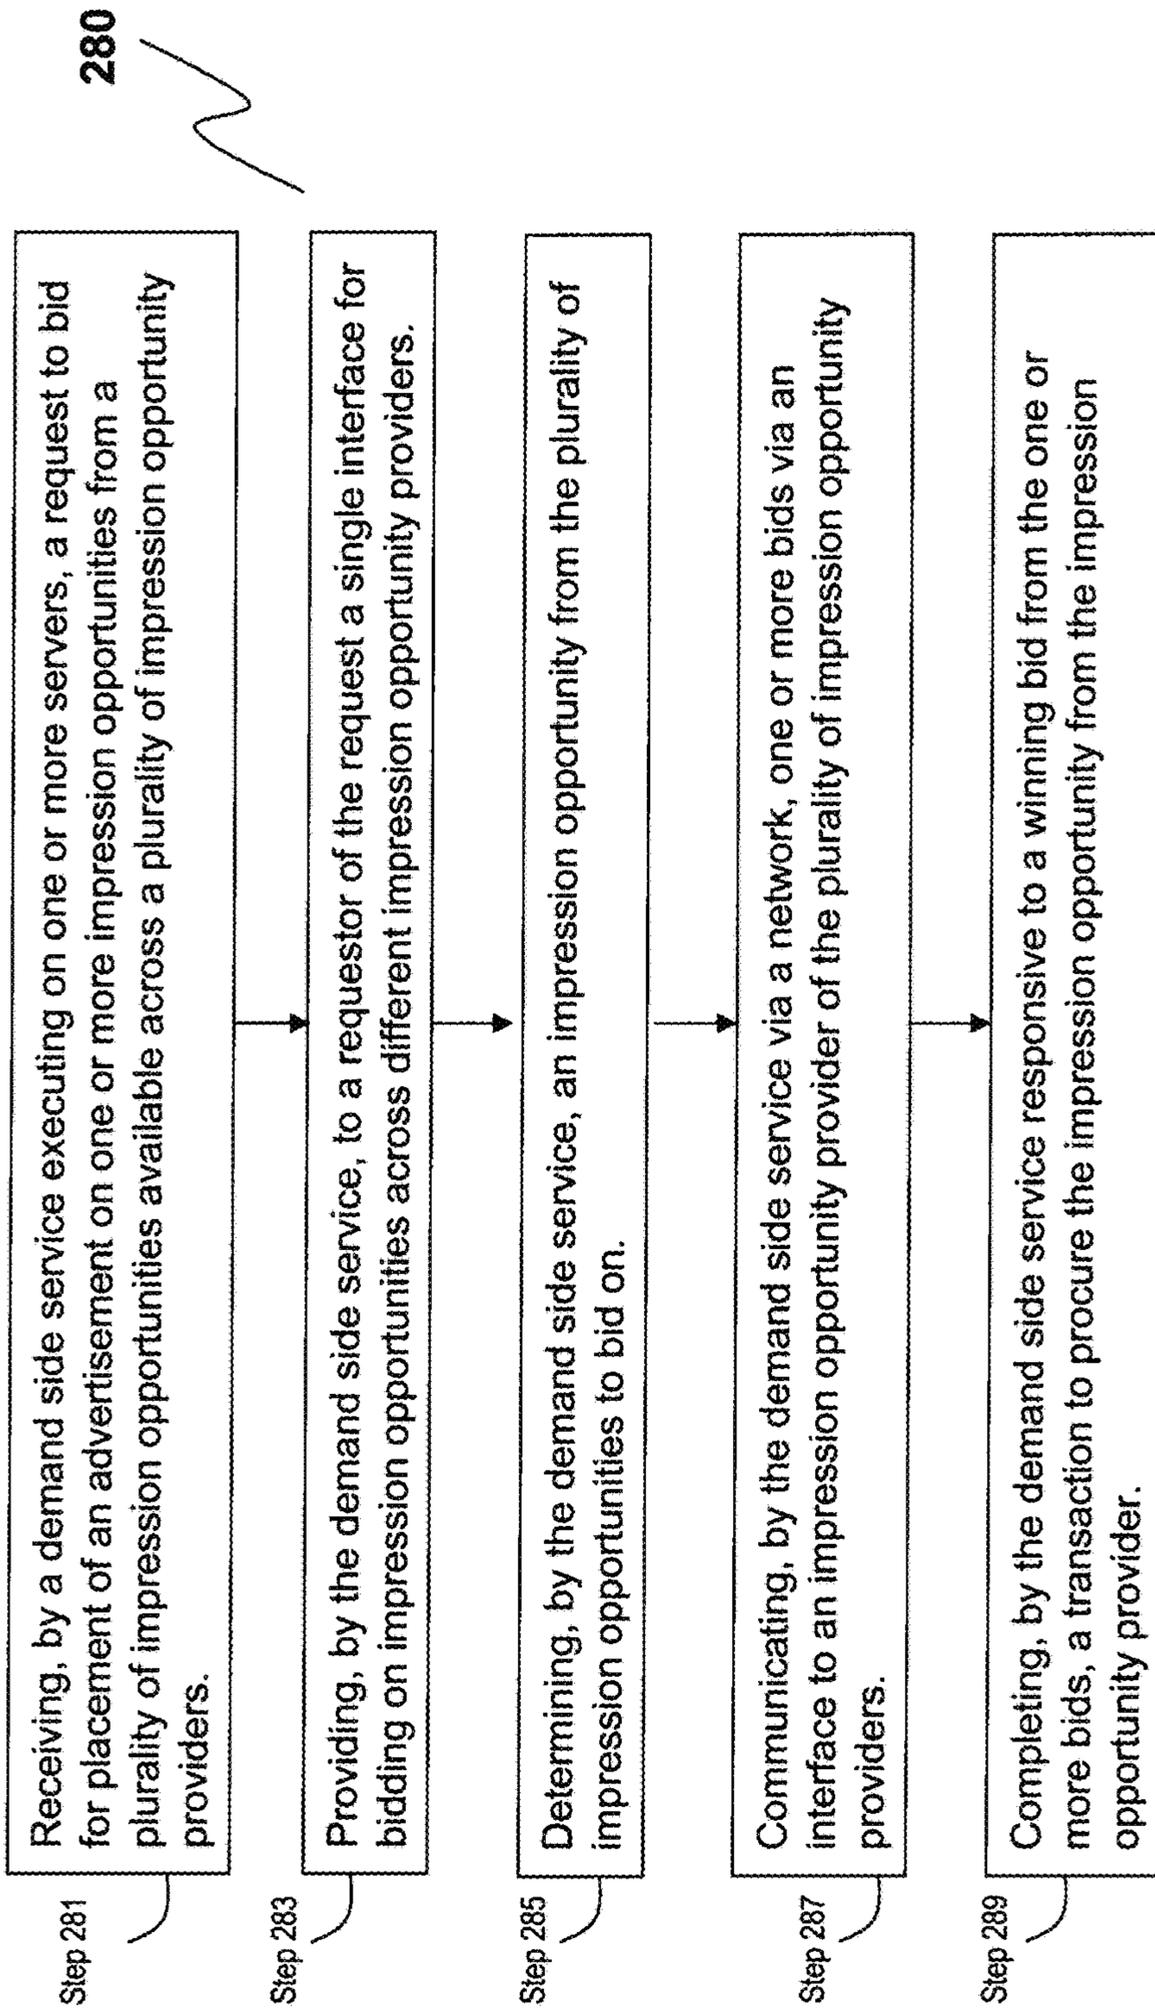 280
Step 281
Receiving, by a demand side service executing on one or more servers, a request to bid
for placement of an advertisement on one or more impression opportunities from a
plurality of impression opportunities available across a plurality of impression opportunity
providers.
Step 283
Providing, by the demand side service, to a requestor of the request a single interface for
bidding on impression opportunities across different impression opportunity providers.
Step 285
Determining, by the demand side service, an impression opportunity from the plurality of
impression opportunities to bid on.
Step 287
Communicating, by the demand side service via a network, one or more bids via an
interface to an impression opportunity provider of the plurality of impression opportunity
providers.
Step 289
Completing, by the demand side service responsive to a winning bid from the one or
more bids, a transaction to procure the impression opportunity from the impression
opportunity provider.